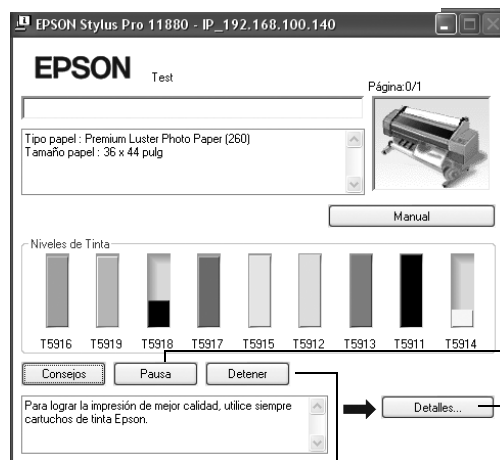 EPSON Stylus Pro 11880 - IP_192.168.100.140
EPSON
Test
Página:0/1
Tipo papel : Premium Luster Photo Paper (260)
Tamaño papel : 36 x 44 pulg
Manual
Niveles de Tinta
T5916 T5919 T5918 T5917 T5915 T5912 T5913 T5911 T5914
Consejos Pausa Detener
Para lograr la impresión de mejor calidad, utilice siempre
cartuchos de tinta Epson.
Detalles...